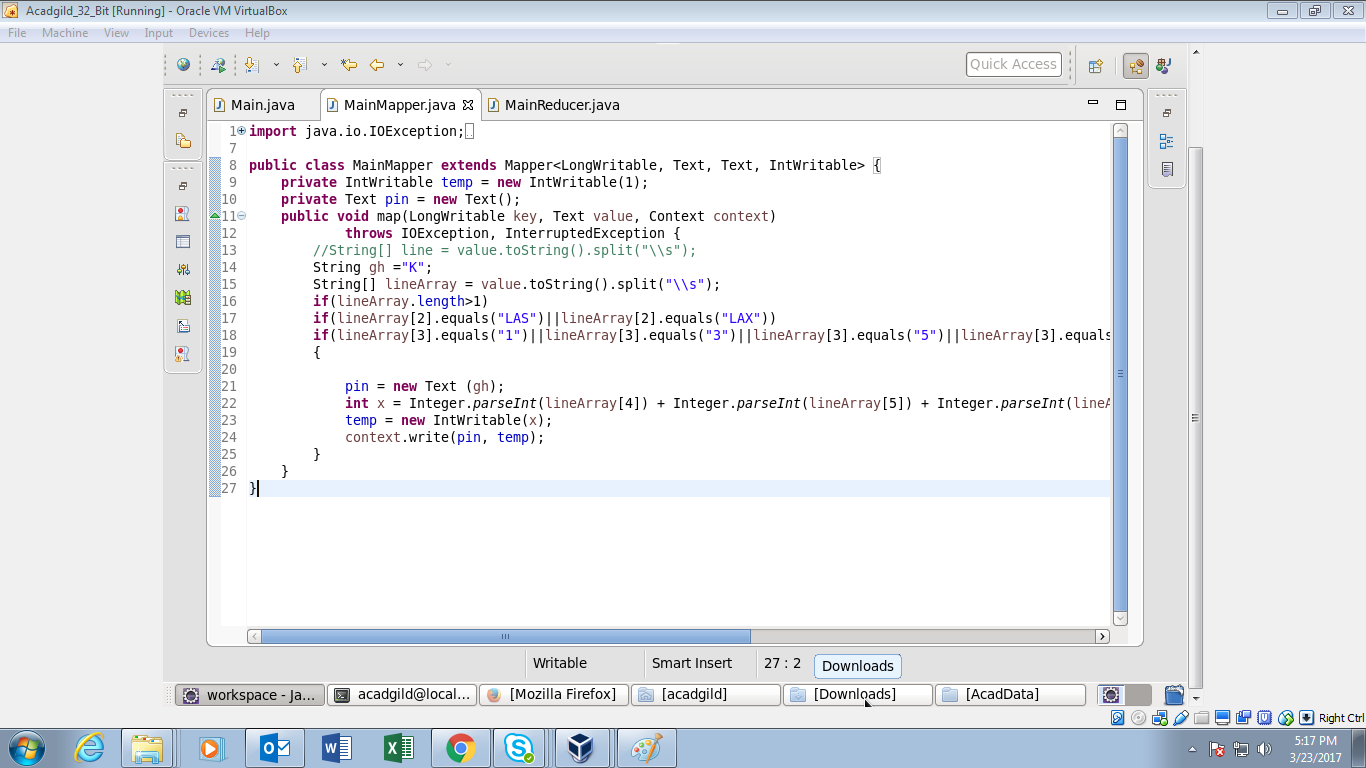 Acadgild_32_Bit [Running] - Oracle VM VirtualBox
File Machine View Input Devices Help
Quick Access
Main.java MainMapper.java MainReducer.java
1 import java.io.IOException;
7
8 public class MainMapper extends Mapper<LongWritable, Text, Text, IntWritable> {
9 private IntWritable temp = new IntWritable(1);
10 private Text pin = new Text();
11 public void map(LongWritable key, Text value, Context context)
12 throws IOException, InterruptedException {
13 //String[] line = value.toString().split("\\s");
14 String gh ="K";
15 String[] lineArray = value.toString().split("\\s");
16 if(lineArray.length>1)
17 if(lineArray[2].equals("LAS")||lineArray[2].equals("LAX"))
18 if(lineArray[3].equals("1")||lineArray[3].equals("3")||lineArray[3].equals("5")||lineArray[3].equals
19 {
20
21 pin = new Text (gh);
22 int x = Integer.parseInt(lineArray[4]) + Integer.parseInt(lineArray[5]) + Integer.parseInt(lineA
23 temp = new IntWritable(x);
24 context.write(pin, temp);
25 }
26 }
27 }
Writable Smart Insert 27 : 2 Downloads
workspace - Ja... acadgild@local... [Mozilla Firefox] [acadgild] [Downloads] [AcadData]
Right Ctrl
5:17 PM
3/23/2017